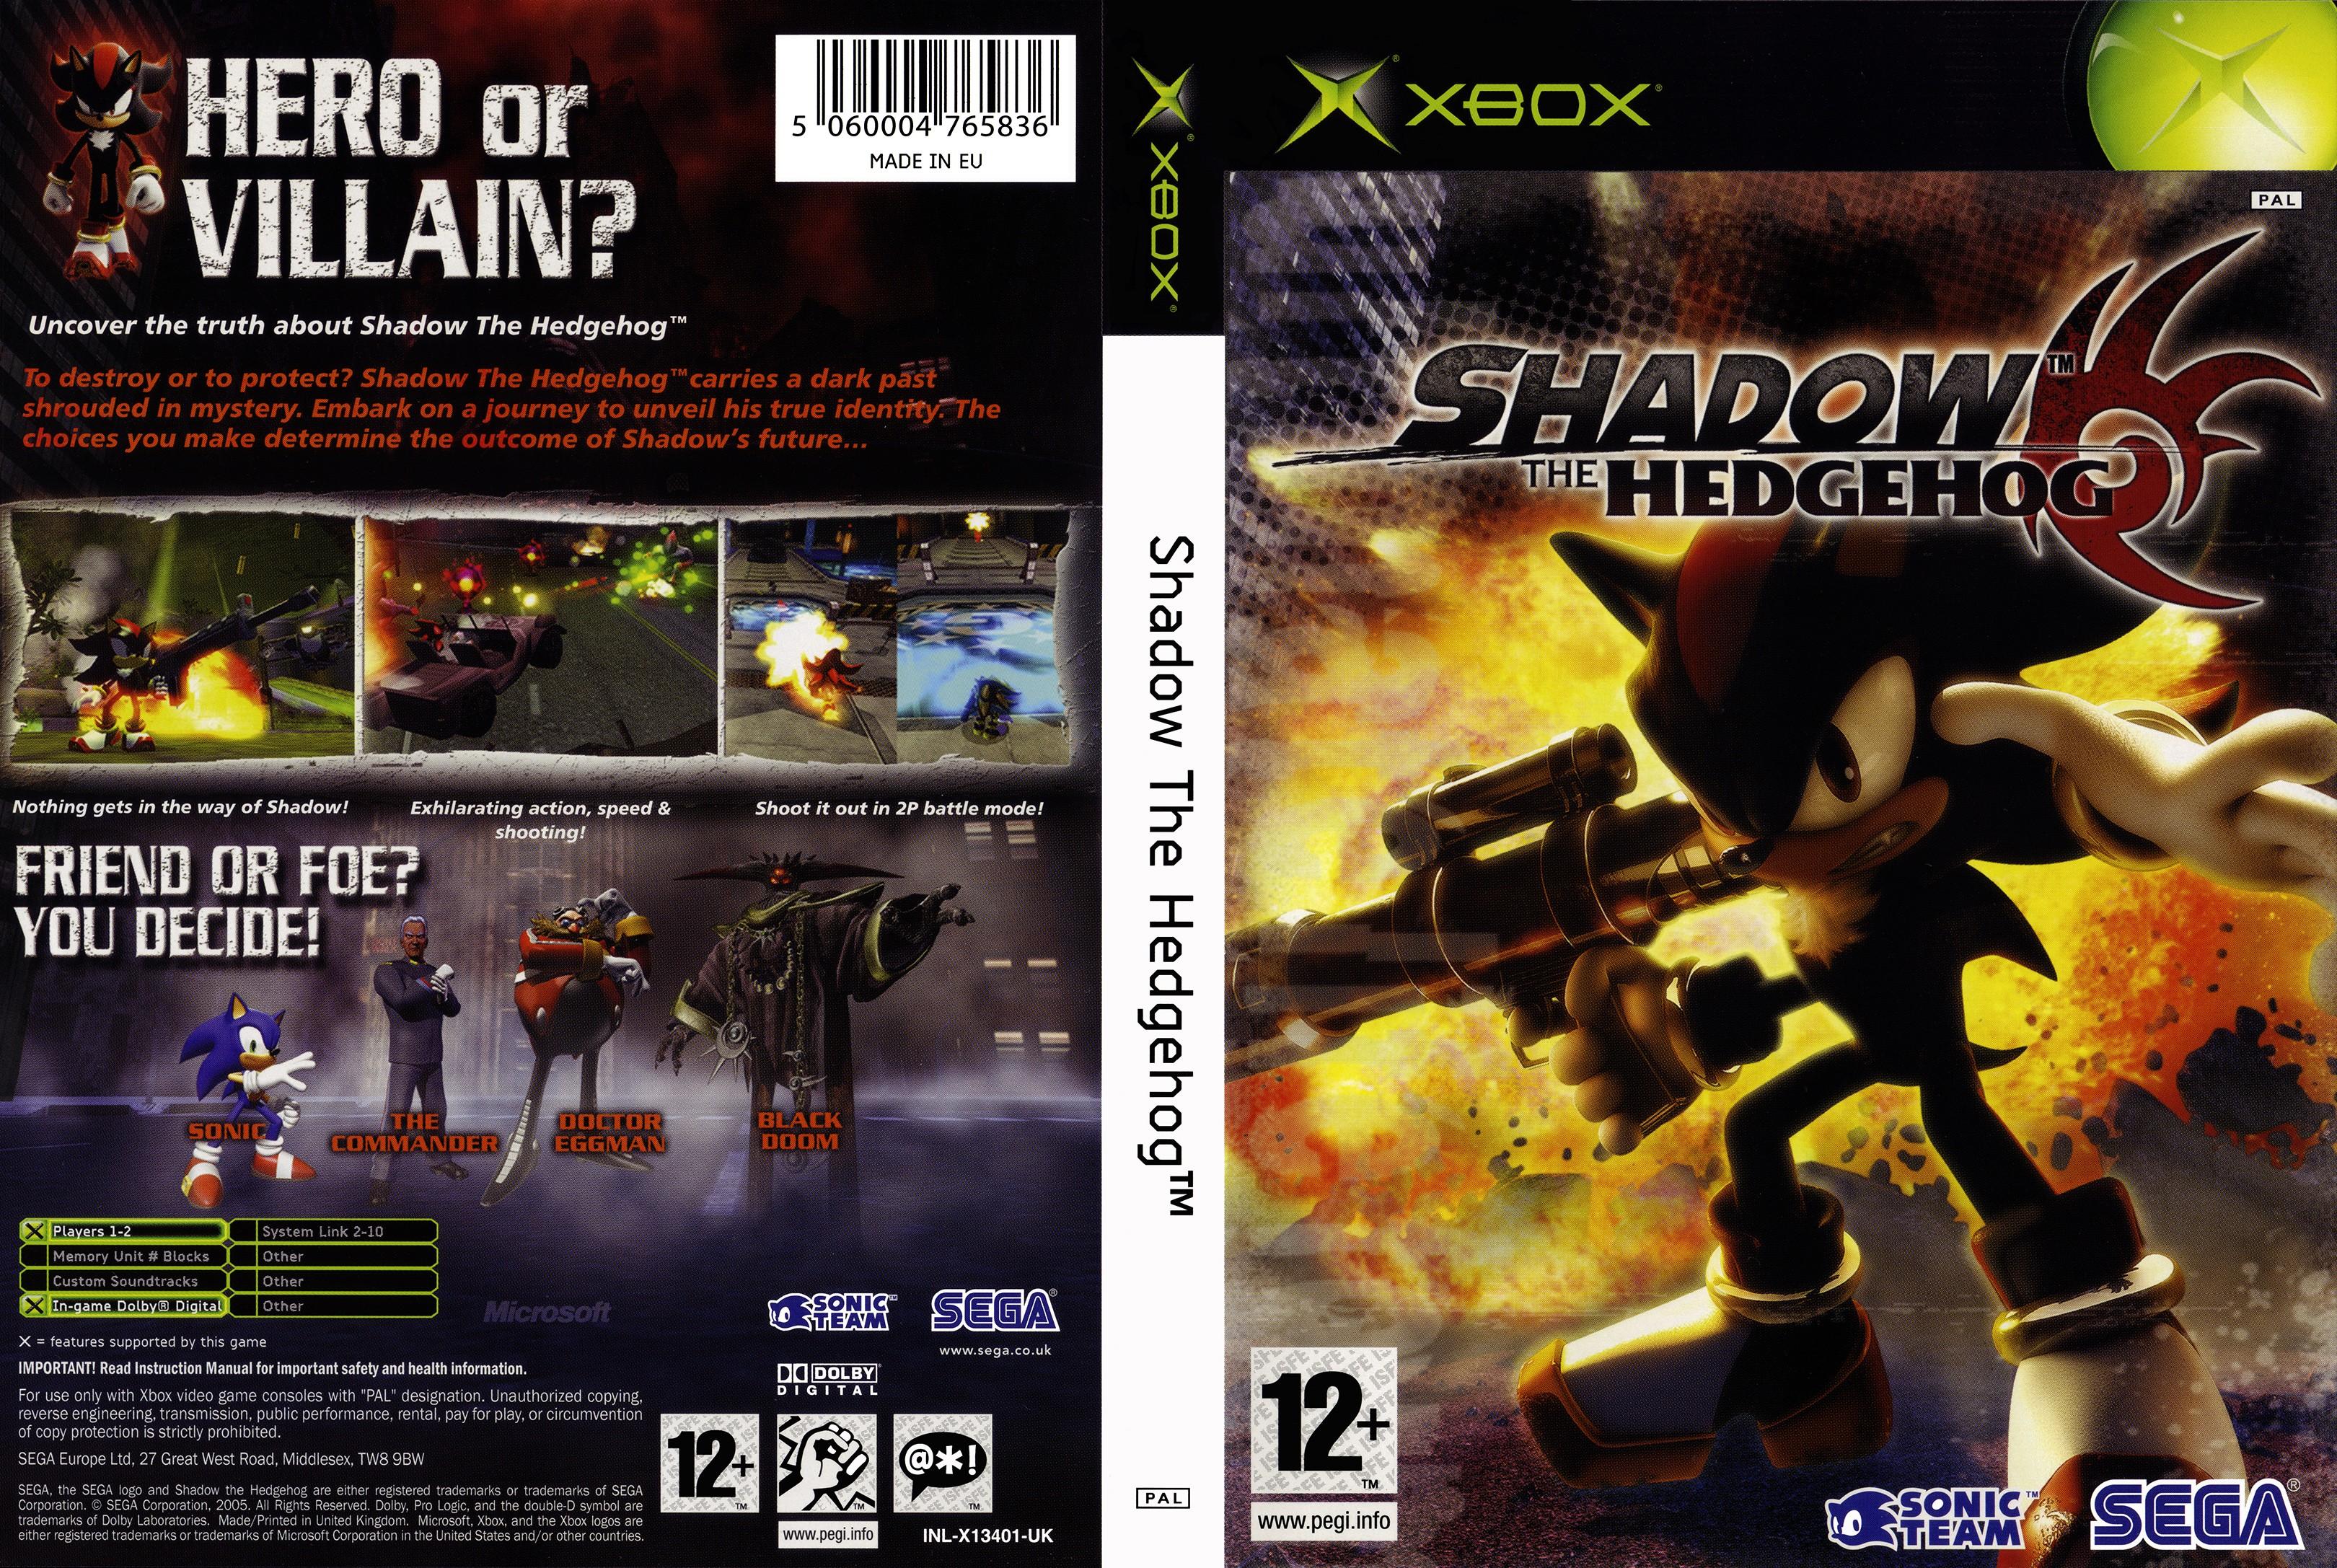 HERO or
VILLAIN?
5 060004 765836
MADE IN EU
Uncover the truth about Shadow The Hedgehog™
To destroy or to protect? Shadow The Hedgehog™ carries a dark past
shrouded in mystery. Embark on a journey to unveil his true identity. The
choices you make determine the outcome of Shadow's future...
Nothing gets in the way of Shadow!
Exhilarating action, speed &
shooting!
Shoot it out in 2P battle mode!
FRIEND OR FOE?
YOU DECIDE!
SONIC
THE
COMMANDER
DOCTOR
EGGMAN
BLACK
DOOM
X Players 1-2
System Link 2-10
Memory Unit # Blocks
Other
Custom Soundtracks
Other
X In-game Dolby® Digital
Other
X = features supported by this game
Microsoft
SONIC
TEAM™
SEGA®
www.sega.co.uk
IMPORTANT! Read Instruction Manual for important safety and health information.
For use only with Xbox video game consoles with "PAL" designation. Unauthorized copying,
reverse engineering, transmission, public performance, rental, pay for play, or circumvention
of copy protection is strictly prohibited.
SEGA Europe Ltd, 27 Great West Road, Middlesex, TW8 9BW
SEGA, the SEGA logo and Shadow the Hedgehog are either registered trademarks or trademarks of SEGA
Corporation. © SEGA Corporation, 2005. All Rights Reserved. Dolby, Pro Logic, and the double-D symbol are
trademarks of Dolby Laboratories. Made/Printed in United Kingdom. Microsoft, Xbox, and the Xbox logos are
either registered trademarks or trademarks of Microsoft Corporation in the United States and/or other countries.
DOLBY
DIGITAL
12+™
@*!
www.pegi.info
INL-X13401-UK
XBOX®
Shadow The Hedgehog™
PAL
XBOX®
PAL
SHADOW™
THE HEDGEHOG
12+™
www.pegi.info
SONIC
TEAM™
SEGA®